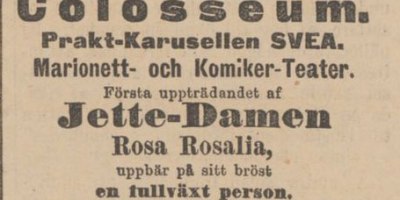 Colosseum.
Prakt-Karusellen SVEA.
Marionett- och Komiker-Teater.
Första uppträdandet af
Jette-Damen
Rosa Rosalia,
uppbär på sitt bröst
en fullväxt person.